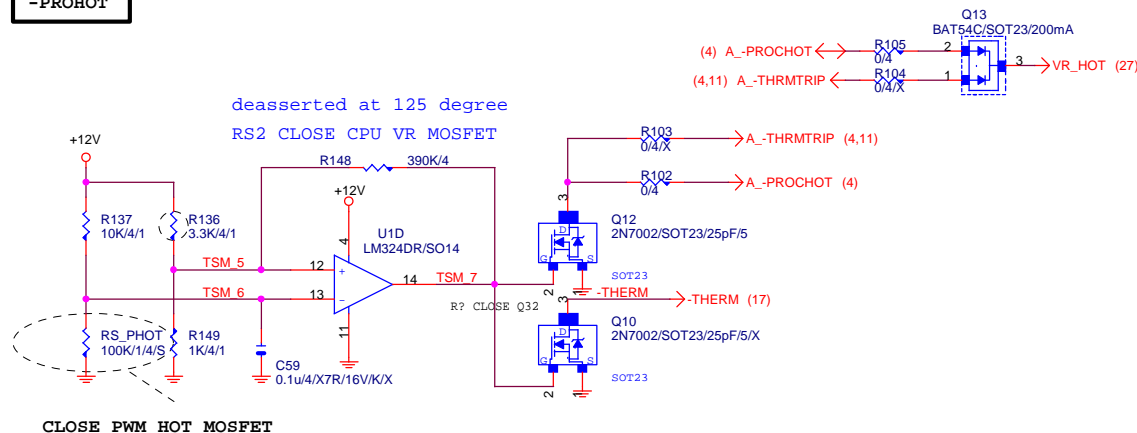 -PROHOT
Q13
BAT54C/SOT23/200mA
(4) A_-PROCHOT
R105
0/4
2
3
VR_HOT (27)
(4,11) A_-THRMTRIP
R104
0/4/X
1
deasserted at 125 degree
RS2 CLOSE CPU VR MOSFET
+12V
R148
390K/4
R103
0/4/X
A_-THRMTRIP (4,11)
R102
0/4
A_-PROCHOT (4)
+12V
R137
10K/4/1
R136
3.3K/4/1
4
U1D
LM324DR/SO14
3
Q12
2N7002/SOT23/25pF/5
D
G
S
TSM_5
12
+
14
TSM_7
TSM_6
13
-
11
2
1
SOT23
R? CLOSE Q32
3
-THERM
-THERM (17)
RS_PHOT
100K/1/4/S
R149
1K/4/1
Q10
2N7002/SOT23/25pF/5/X
D
G
S
C59
0.1u/4/X7R/16V/K/X
2
1
SOT23
CLOSE PWM HOT MOSFET